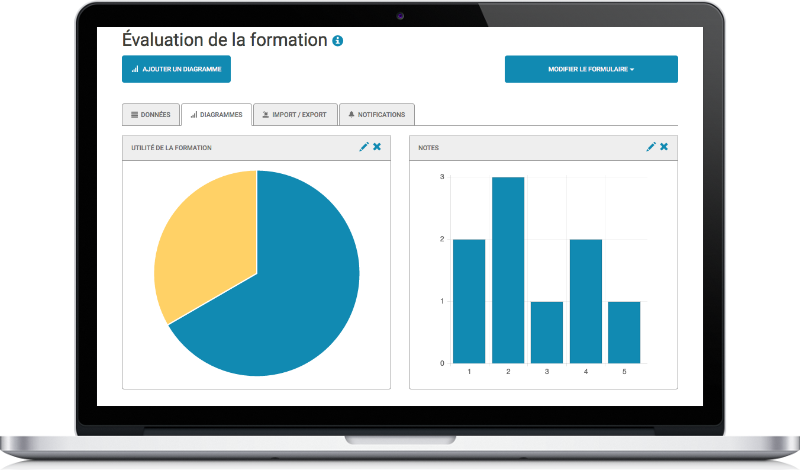 Évaluation de la formation
AJOUTER UN DIAGRAMME
MODIFIER LE FORMULAIRE
DONNÉES
DIAGRAMMES
IMPORT / EXPORT
NOTIFICATIONS
UTILITÉ DE LA FORMATION
NOTES
3
2
1
0
1 2 3 4 5